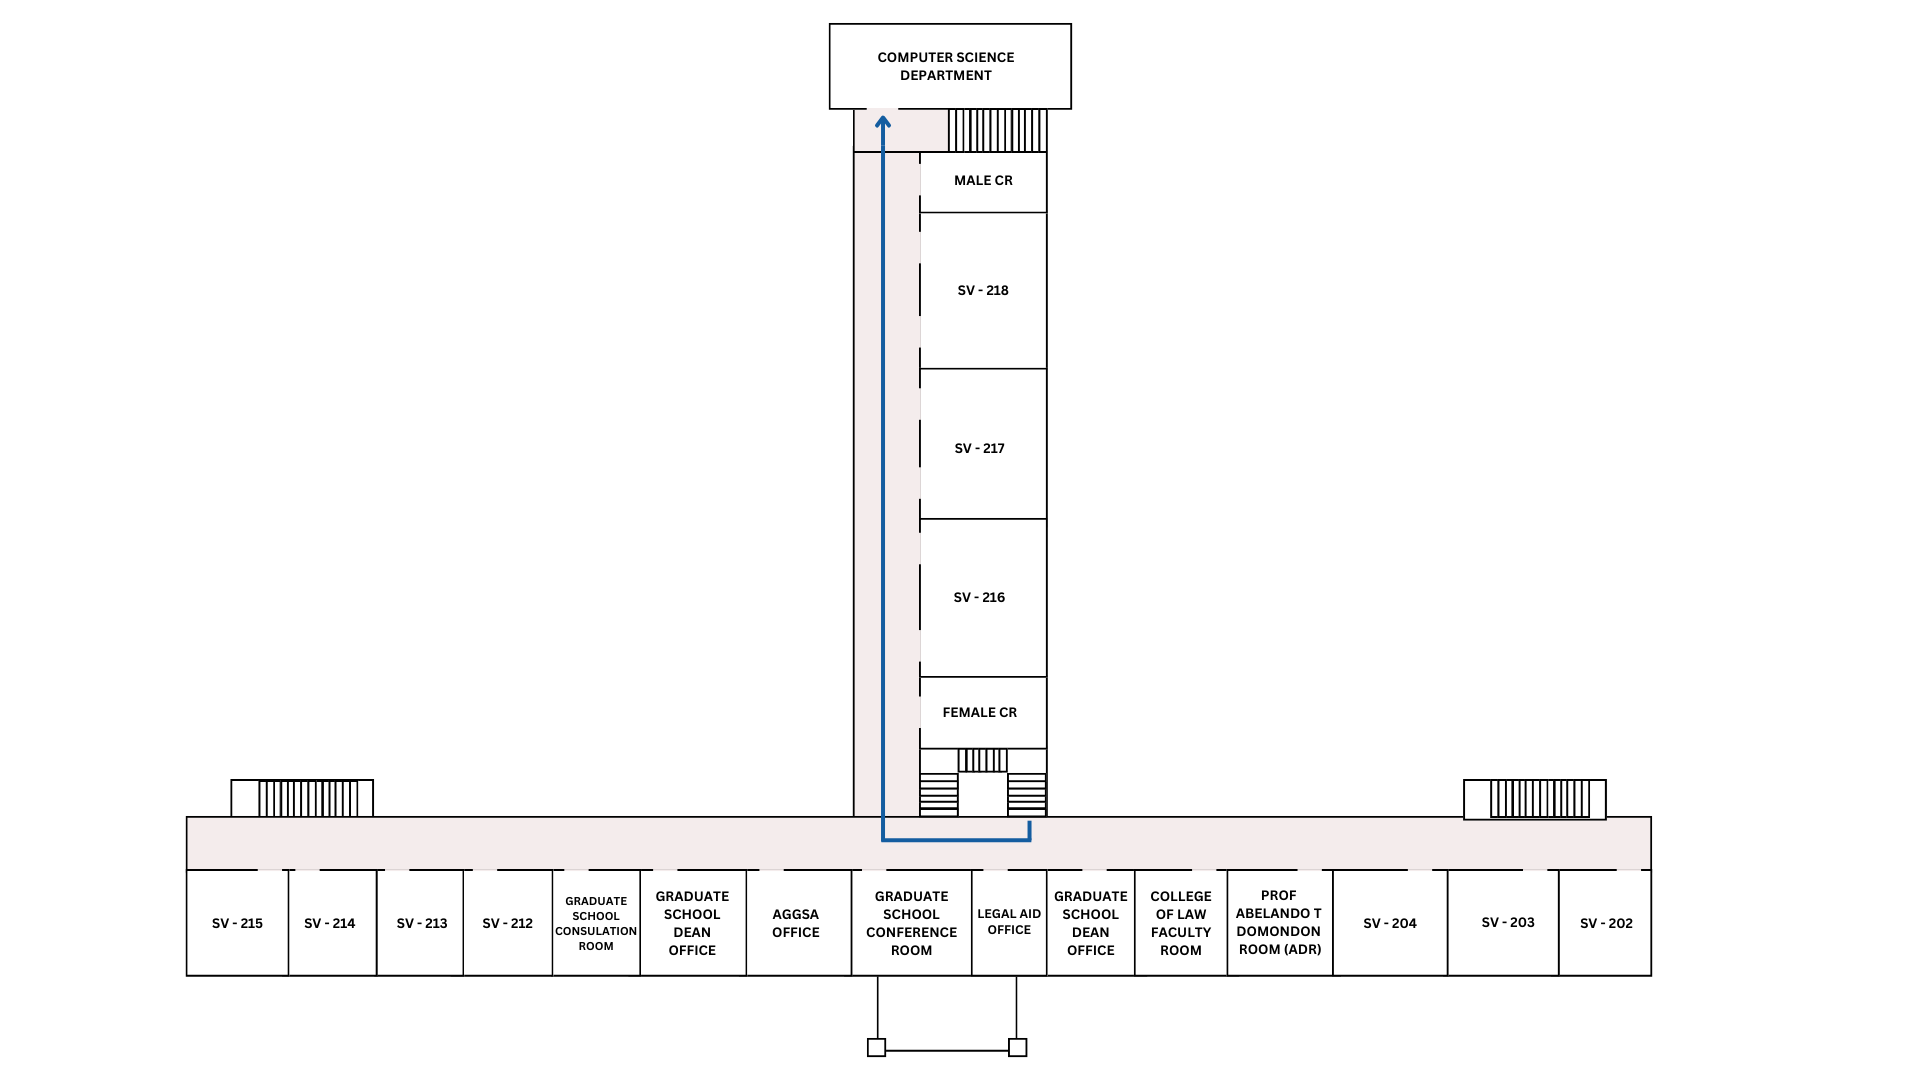 COMPUTER SCIENCE
DEPARTMENT
MALE CR
SV - 218
SV - 217
SV - 216
FEMALE CR
SV - 215
SV - 214
SV - 213
SV - 212
GRADUATE
SCHOOL
CONSULATION
ROOM
GRADUATE
SCHOOL
DEAN
OFFICE
AGGSA
OFFICE
GRADUATE
SCHOOL
CONFERENCE
ROOM
LEGAL AID
OFFICE
GRADUATE
SCHOOL
DEAN
OFFICE
COLLEGE
OF LAW
FACULTY
ROOM
PROF
ABELANDO T
DOMONDON
ROOM (ADR)
SV - 204
SV - 203
SV - 202